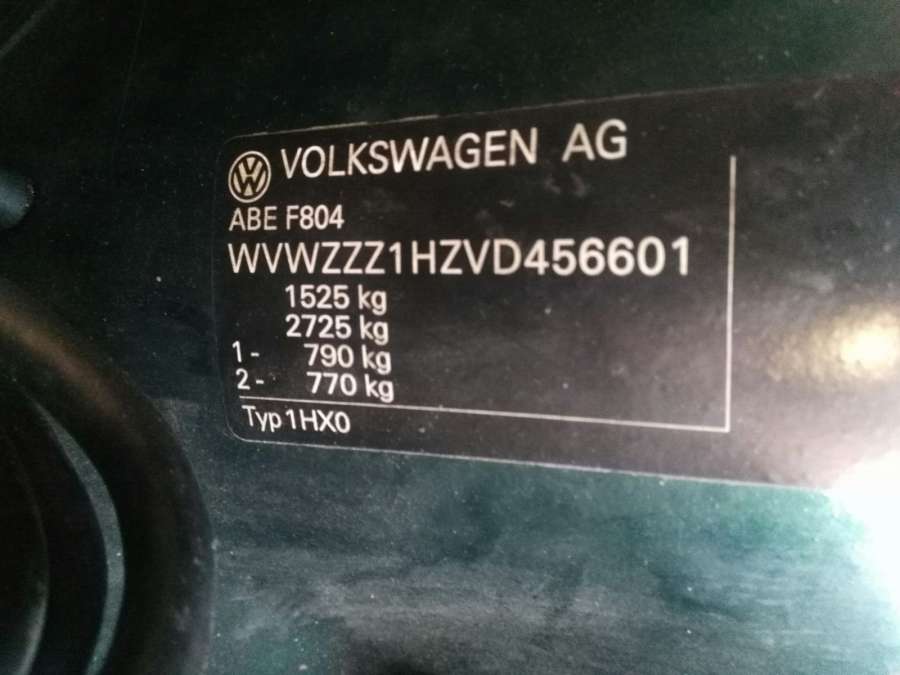 VOLKSWAGEN AG
ABE F804
WVWZZZ1HZVD456601
1525 kg
2725 kg
1- 790 kg
2- 770 kg
Typ 1HX0